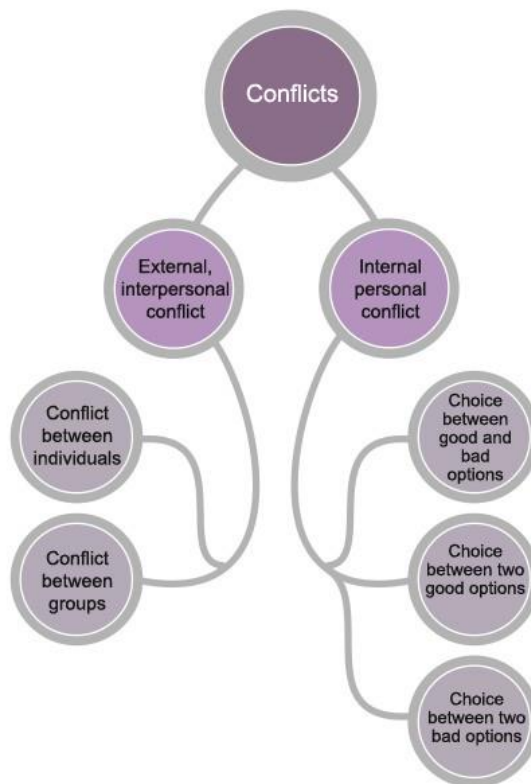 Conflicts
External,
interpersonal
conflict
Internal
personal
conflict
Conflict
between
individuals
Conflict
between
groups
Choice
between
good and
bad
options
Choice
between two
good options
Choice
between two
bad options